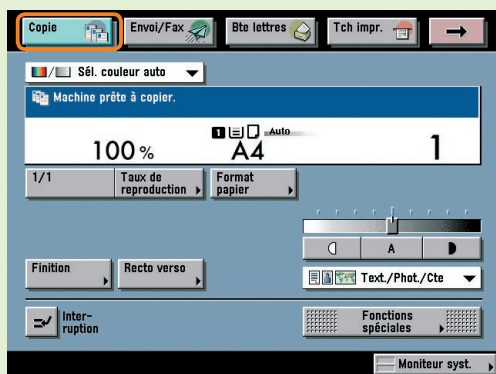 Copie
Envoi/Fax
Bte lettres
Tch impr.
Sél. couleur auto
Machine prête à copier.
100 %
1
Auto
A4
1
1/1
Taux de
reproduction
Format
papier
A
Finition
Recto verso
Text./Phot./Cte
Inter-
ruption
Fonctions
spéciales
Moniteur syst.